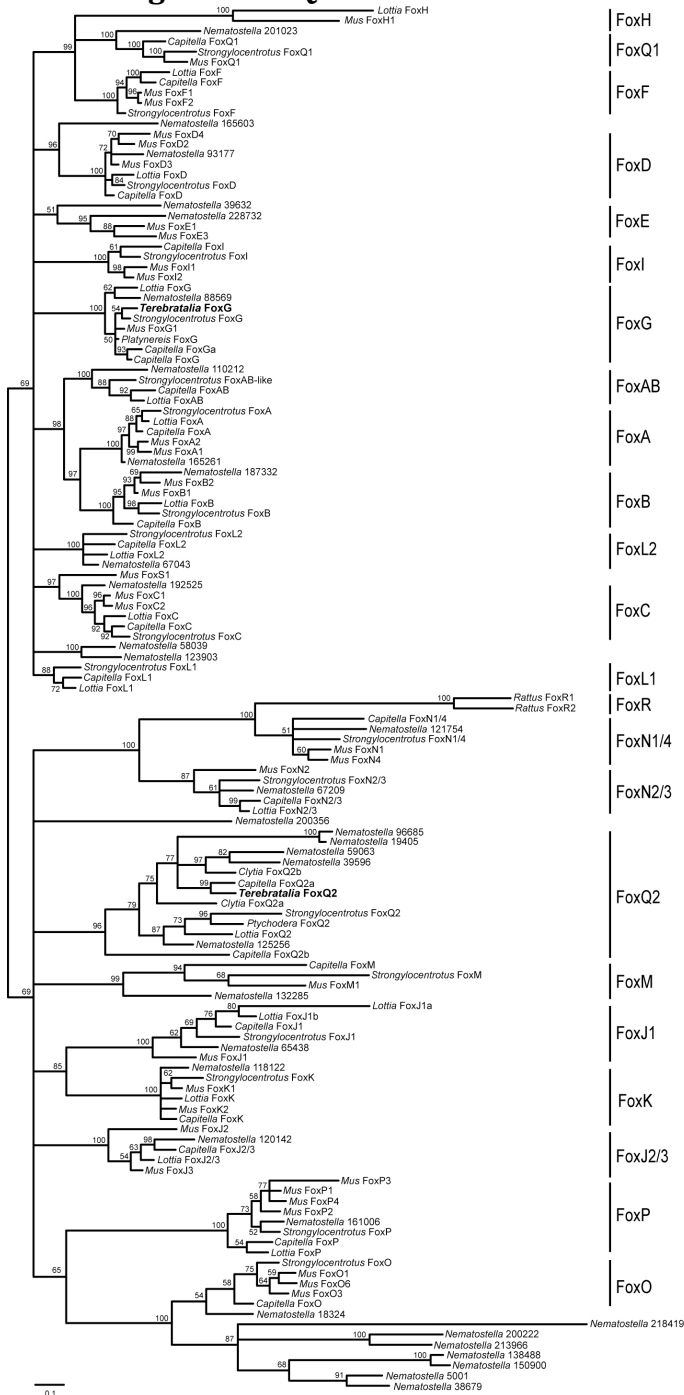 Lottia FoxH
Mus FoxH1
FoxH
99
100
Nematostella 201023
Capitella FoxQ1
Strongylocentrotus FoxQ1
Mus FoxQ1
FoxQ1
100
100
100
Lottia FoxF
Capitella FoxF
Mus FoxF1
Mus FoxF2
Strongylocentrotus FoxF
FoxF
100
94
100
96
Nematostella 165603
Mus FoxD4
Mus FoxD2
Nematostella 93177
Mus FoxD3
Lottia FoxD
Strongylocentrotus FoxD
Capitella FoxD
FoxD
96
70
72
100
84
Nematostella 39632
Nematostella 228732
Mus FoxE1
Mus FoxE3
FoxE
51
95
88
Capitella FoxI
Strongylocentrotus FoxI
Mus FoxI1
Mus FoxI2
FoxI
61
100
98
Lottia FoxG
Nematostella 88569
Terebratalia FoxG
Strongylocentrotus FoxG
Mus FoxG1
Platynereis FoxG
Capitella FoxGa
Capitella FoxG
FoxG
62
100
54
50
93
Nematostella 110212
Strongylocentrotus FoxAB-like
Capitella FoxAB
Lottia FoxAB
FoxAB
69
100
88
92
98
Strongylocentrotus FoxA
Lottia FoxA
Capitella FoxA
Mus FoxA2
Mus FoxA1
Nematostella 165261
FoxA
65
88
97
100
99
97
Nematostella 187332
Mus FoxB2
Mus FoxB1
Lottia FoxB
Strongylocentrotus FoxB
Capitella FoxB
FoxB
69
93
95
98
100
Strongylocentrotus FoxL2
Capitella FoxL2
Lottia FoxL2
Nematostella 67043
FoxL2
100
Mus FoxS1
Nematostella 192525
Mus FoxC1
Mus FoxC2
Lottia FoxC
Capitella FoxC
Strongylocentrotus FoxC
FoxC
97
100
96
96
92
92
Nematostella 58039
Nematostella 123903
100
Strongylocentrotus FoxL1
Capitella FoxL1
Lottia FoxL1
FoxL1
88
72
Rattus FoxR1
Rattus FoxR2
FoxR
100
100
Capitella FoxN1/4
Nematostella 121754
Strongylocentrotus FoxN1/4
Mus FoxN1
Mus FoxN4
FoxN1/4
51
60
100
Mus FoxN2
Strongylocentrotus FoxN2/3
Nematostella 67209
Capitella FoxN2/3
Lottia FoxN2/3
FoxN2/3
87
61
99
Nematostella 200356
Nematostella 96685
Nematostella 19405
Nematostella 59063
Nematostella 39596
Clytia FoxQ2b
Capitella FoxQ2a
Terebratalia FoxQ2
Clytia FoxQ2a
Strongylocentrotus FoxQ2
Ptychodera FoxQ2
Lottia FoxQ2
Nematostella 125256
Capitella FoxQ2b
FoxQ2
100
77
82
97
75
99
79
96
73
87
96
Capitella FoxM
Strongylocentrotus FoxM
Mus FoxM1
Nematostella 132285
FoxM
94
68
99
69
Lottia FoxJ1a
Lottia FoxJ1b
Capitella FoxJ1
Strongylocentrotus FoxJ1
Nematostella 65438
Mus FoxJ1
FoxJ1
80
76
69
62
100
85
Nematostella 118122
Strongylocentrotus FoxK
Mus FoxK1
Lottia FoxK
Mus FoxK2
Capitella FoxK
FoxK
62
100
Mus FoxJ2
Nematostella 120142
Capitella FoxJ2/3
Lottia FoxJ2/3
Mus FoxJ3
FoxJ2/3
100
98
63
54
Mus FoxP3
Mus FoxP1
Mus FoxP4
Mus FoxP2
Nematostella 161006
Strongylocentrotus FoxP
Capitella FoxP
Lottia FoxP
FoxP
77
58
73
52
100
54
Strongylocentrotus FoxO
Mus FoxO1
Mus FoxO6
Mus FoxO3
Capitella FoxO
Nematostella 18324
FoxO
65
75
59
64
58
54
100
Nematostella 218419
Nematostella 200222
Nematostella 213966
Nematostella 138488
Nematostella 150900
Nematostella 5001
Nematostella 38679
87
100
100
68
91
0.1